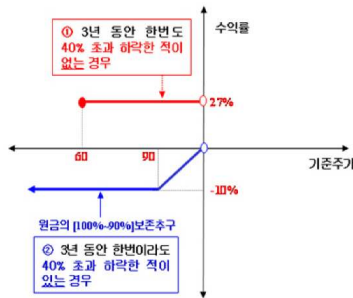 수익률
① 3년 동안 한번도
40% 초과 하락한 적이
없는 경우
27%
60
90
기준주가
-10%
원금의 [100%~90%]보존추구
② 3년 동안 한번이라도
40% 초과 하락한 적이
있는 경우